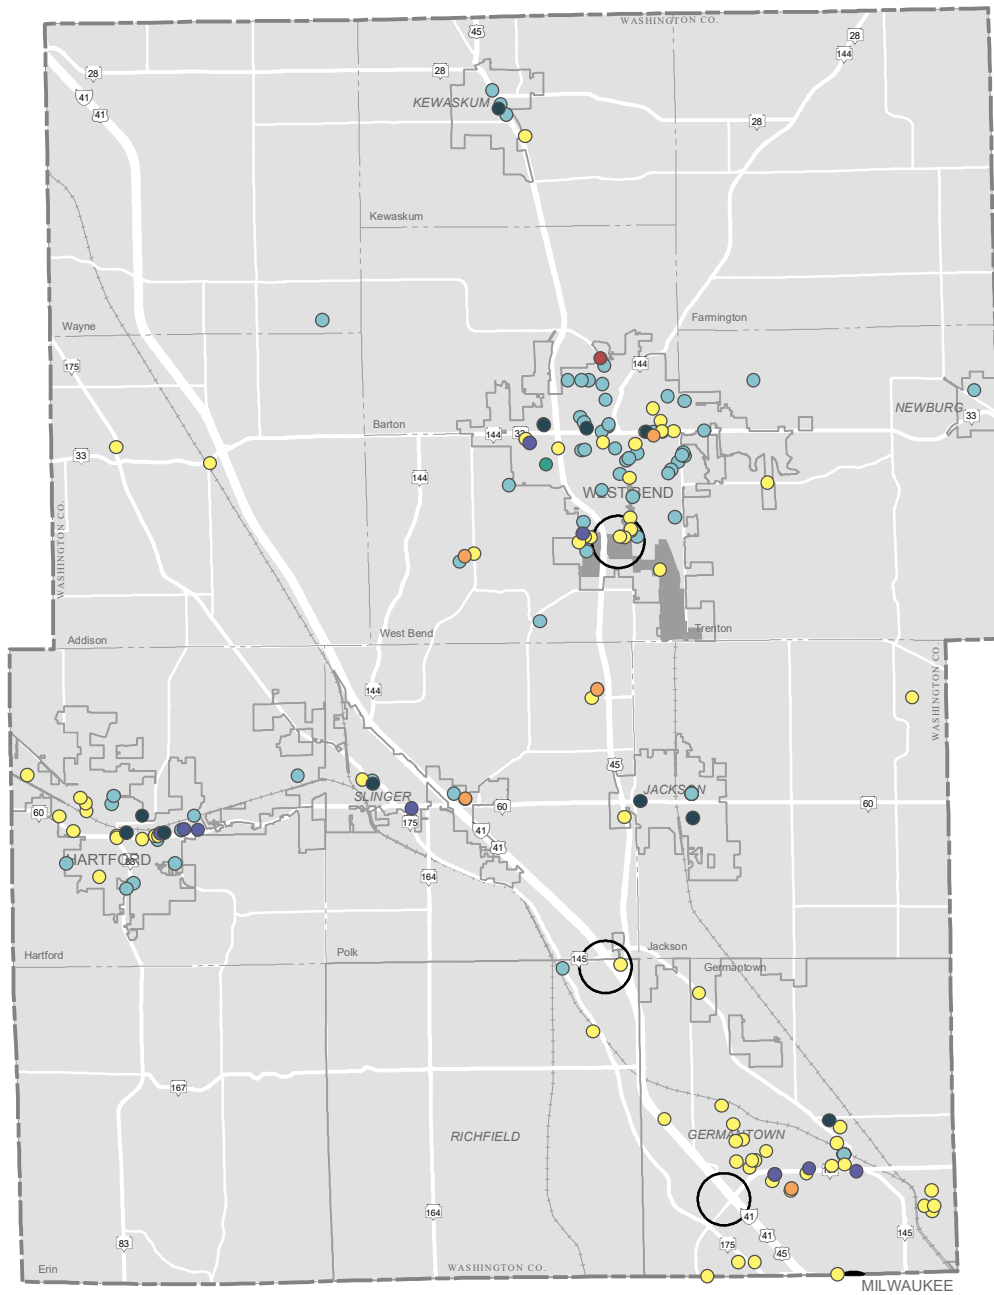 WASHINGTON CO.
45
28
144
28
28
41
41
KEWASKUM
28
Kewaskum
Farmington
Wayne
175
144
NEWBURG
33
Barton
144
33
33
144
WEST BEND
WASHINGTON CO.
Trenton
West Bend
Addison
WASHINGTON CO.
144
45
JACKSON
SLINGER
60
60
60
175
41
41
HARTFORD
83
164
Jackson
Polk
Hartford
145
Germantown
167
RICHFIELD
GERMANTOWN
164
41
41
45
175
145
83
Erin
WASHINGTON CO.
MILWAUKEE